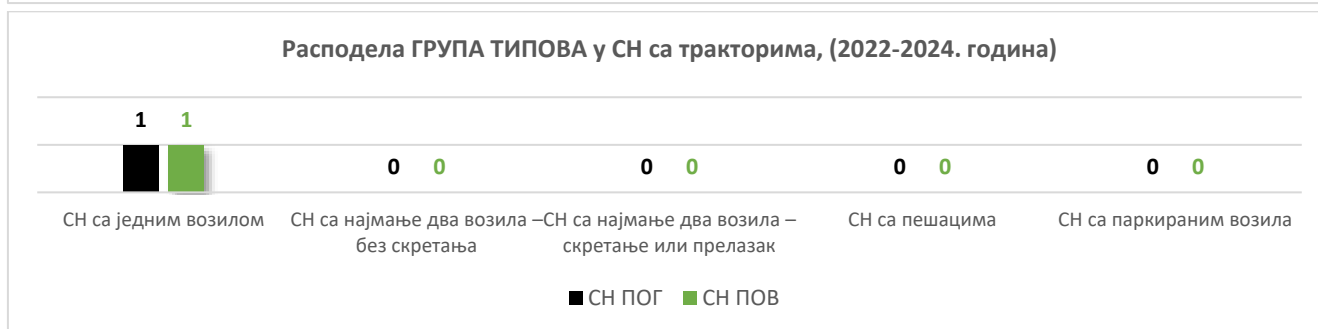 Расподела ГРУПА ТИПОВА у СН са тракторима, (2022-2024. година)
1 1
0 0 0 0 0 0 0 0
СН са једним возилом СН са најмање два возила – СН са најмање два возила – СН са пешацима СН са паркираним возила
без скретања скретање или прелазак
СН ПОГ СН ПОВ